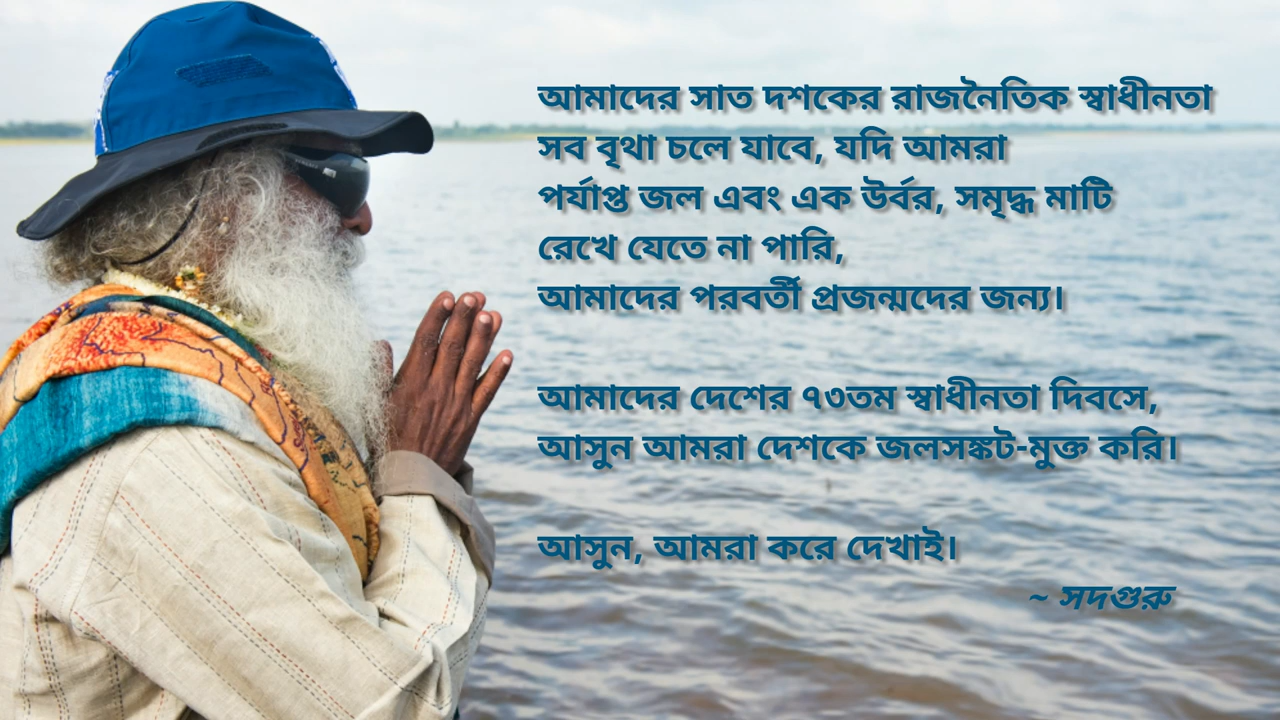 আমাদের সাত দশকের রাজনৈতিক স্বাধীনতা
সব বৃথা চলে যাবে, যদি আমরা
পর্যাপ্ত জল এবং এক উর্বর, সমৃদ্ধ মাটি
রেখে যেতে না পারি,
আমাদের পরবর্তী প্রজন্মদের জন্য।
আমাদের দেশের ৭৩তম স্বাধীনতা দিবসে,
আসুন আমরা দেশকে জলসঙ্কট-মুক্ত করি।
আসুন, আমরা করে দেখাই।
~ সদগুরু